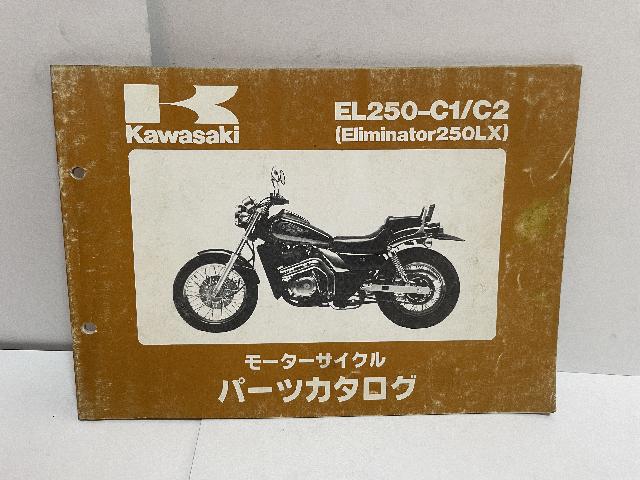 Kawasaki
EL250-C1/C2
(Eliminator250LX)
モーターサイクル
パーツカタログ